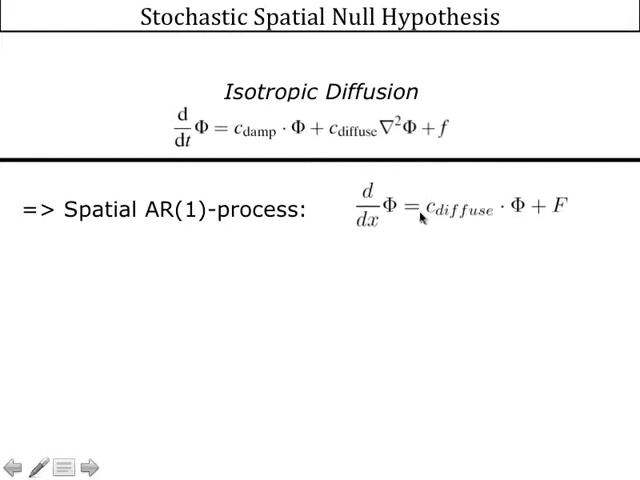 Stochastic Spatial Null Hypothesis
Isotropic Diffusion
d/dt Φ = c_damp · Φ + c_diffuse ∇²Φ + f
=> Spatial AR(1)-process: d/dx Φ = c_diffuse · Φ + F